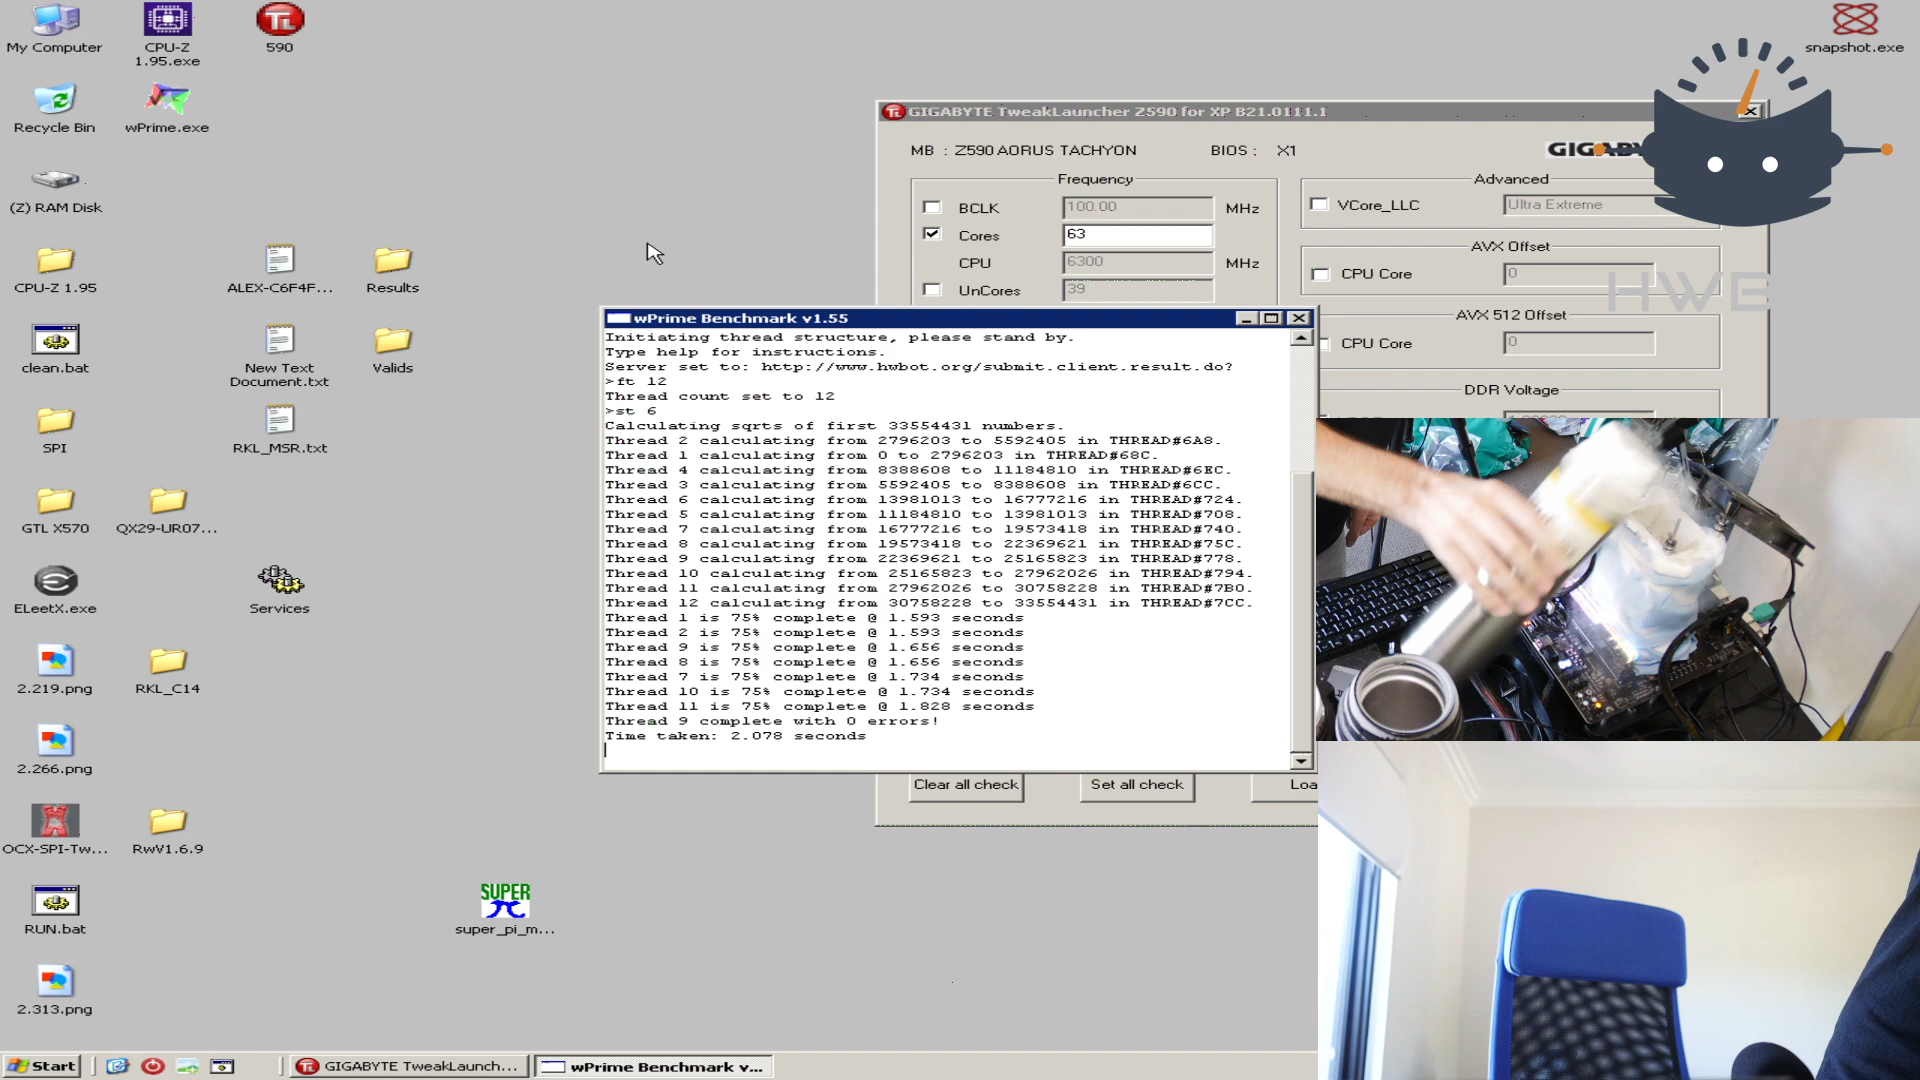 My Computer
CPU-Z
1.95.exe
590
snapshot.exe
Recycle Bin
wPrime.exe
(Z) RAM Disk
CPU-Z 1.95
ALEX-C6F4F...
Results
clean.bat
New Text
Document.txt
Valids
SPI
RKL_MSR.txt
GTL X570
QX29-UR07...
ELeetX.exe
Services
2.219.png
RKL_C14
2.266.png
OCX-SPI-Tw...
RwV1.6.9
RUN.bat
SUPER
super_pi_m...
2.313.png
GIGABYTE TweakLauncher Z590 for XP B21.0111.1
MB : Z590 AORUS TACHYON
BIOS : X1
Frequency
BCLK 100.00 MHz
Cores 63
CPU 6300 MHz
UnCores 39
Advanced
VCore_LLC Ultra Extreme
AVX Offset
CPU Core 0
AVX 512 Offset
CPU Core 0
DDR Voltage
Clear all check
Set all check
Loa
wPrime Benchmark v1.55
Initiating thread structure, please stand by.
Type help for instructions.
Server set to: http://www.hwbot.org/submit.client.result.do?
>ft 12
Thread count set to 12
>st 6
Calculating sqrts of first 33554431 numbers.
Thread 2 calculating from 2796203 to 5592405 in THREAD#6A8.
Thread 1 calculating from 0 to 2796203 in THREAD#68C.
Thread 4 calculating from 8388608 to 11184810 in THREAD#6EC.
Thread 3 calculating from 5592405 to 8388608 in THREAD#6CC.
Thread 6 calculating from 13981013 to 16777216 in THREAD#724.
Thread 5 calculating from 11184810 to 13981013 in THREAD#708.
Thread 7 calculating from 16777216 to 19573418 in THREAD#740.
Thread 8 calculating from 19573418 to 22369621 in THREAD#75C.
Thread 9 calculating from 22369621 to 25165823 in THREAD#778.
Thread 10 calculating from 25165823 to 27962026 in THREAD#794.
Thread 11 calculating from 27962026 to 30758228 in THREAD#7B0.
Thread 12 calculating from 30758228 to 33554431 in THREAD#7CC.
Thread 1 is 75% complete @ 1.593 seconds
Thread 2 is 75% complete @ 1.593 seconds
Thread 9 is 75% complete @ 1.656 seconds
Thread 8 is 75% complete @ 1.656 seconds
Thread 7 is 75% complete @ 1.734 seconds
Thread 10 is 75% complete @ 1.734 seconds
Thread 11 is 75% complete @ 1.828 seconds
Thread 9 complete with 0 errors!
Time taken: 2.078 seconds
Start
GIGABYTE TweakLaunch...
wPrime Benchmark v...